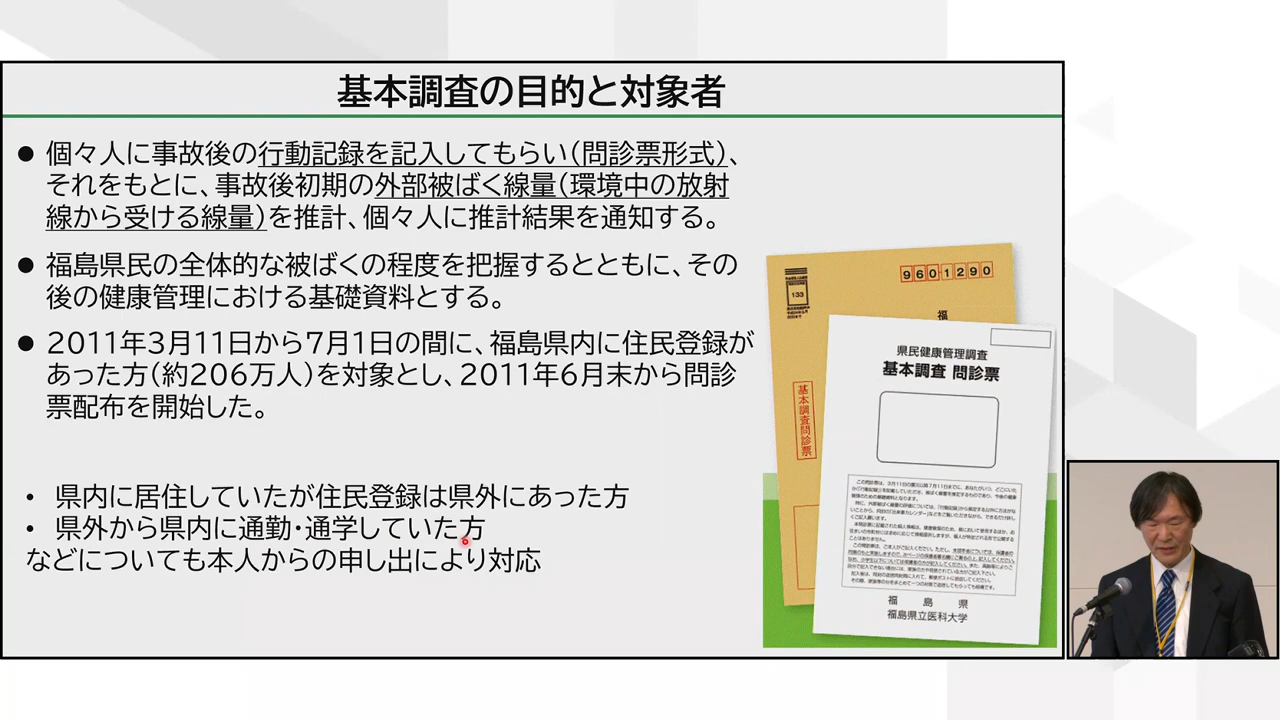 基本調査の目的と対象者
● 個々人に事故後の行動記録を記入してもらい（問診票形式）、
それをもとに、事故後初期の外部被ばく線量（環境中の放射
線から受ける線量）を推計、個々人に推計結果を通知する。
● 福島県民の全体的な被ばくの程度を把握するとともに、その
後の健康管理における基礎資料とする。
● 2011年3月11日から7月1日の間に、福島県内に住民登録が
あった方（約206万人）を対象とし、2011年6月末から問診
票配布を開始した。
• 県内に居住していたが住民登録は県外にあった方
• 県外から県内に通勤・通学していた方
などについても本人からの申し出により対応
9601290
133
福
基本調査問診票
県民健康管理調査
基本調査 問診票
福　島　県
福島県立医科大学